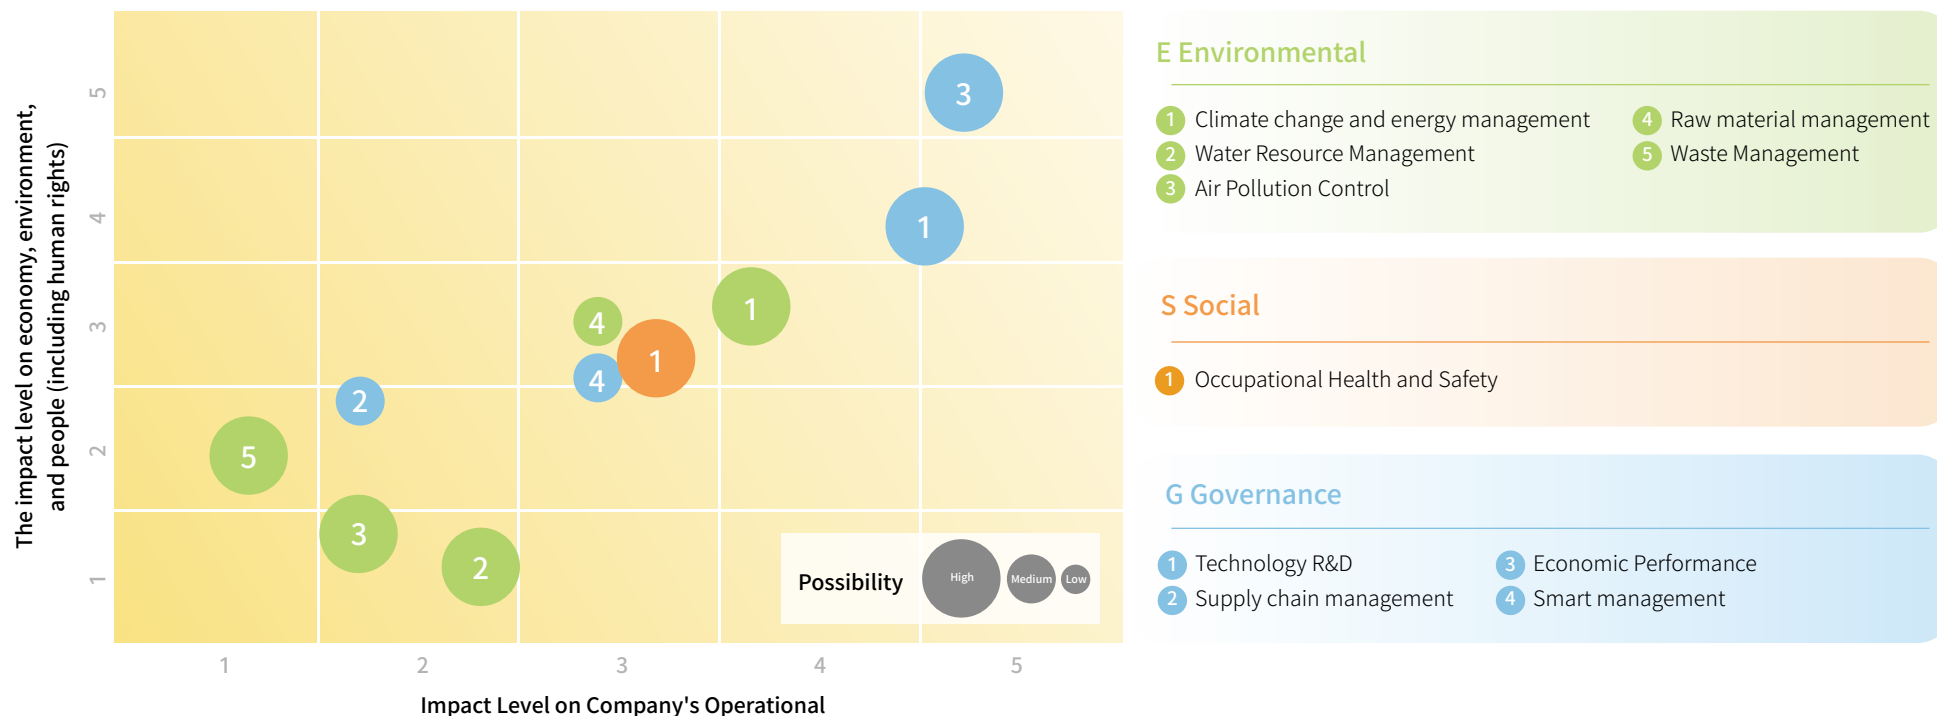 The impact level on economy, environment,
and people (including human rights)
5
4
3
2
1
3
1
1
4
1
4
2
5
3
2
Possibility
High
Medium
Low
1
2
3
4
5
Impact Level on Company's Operational
E Environmental
1 Climate change and energy management
2 Water Resource Management
3 Air Pollution Control
4 Raw material management
5 Waste Management
S Social
1 Occupational Health and Safety
G Governance
1 Technology R&D
2 Supply chain management
3 Economic Performance
4 Smart management